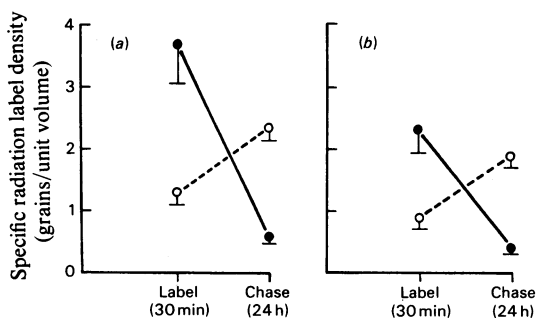 Specific radiation label density
(grains/unit volume)
4
3
2
1
0
(a)
Label
(30 min)
Chase
(24 h)
(b)
Label
(30 min)
Chase
(24 h)